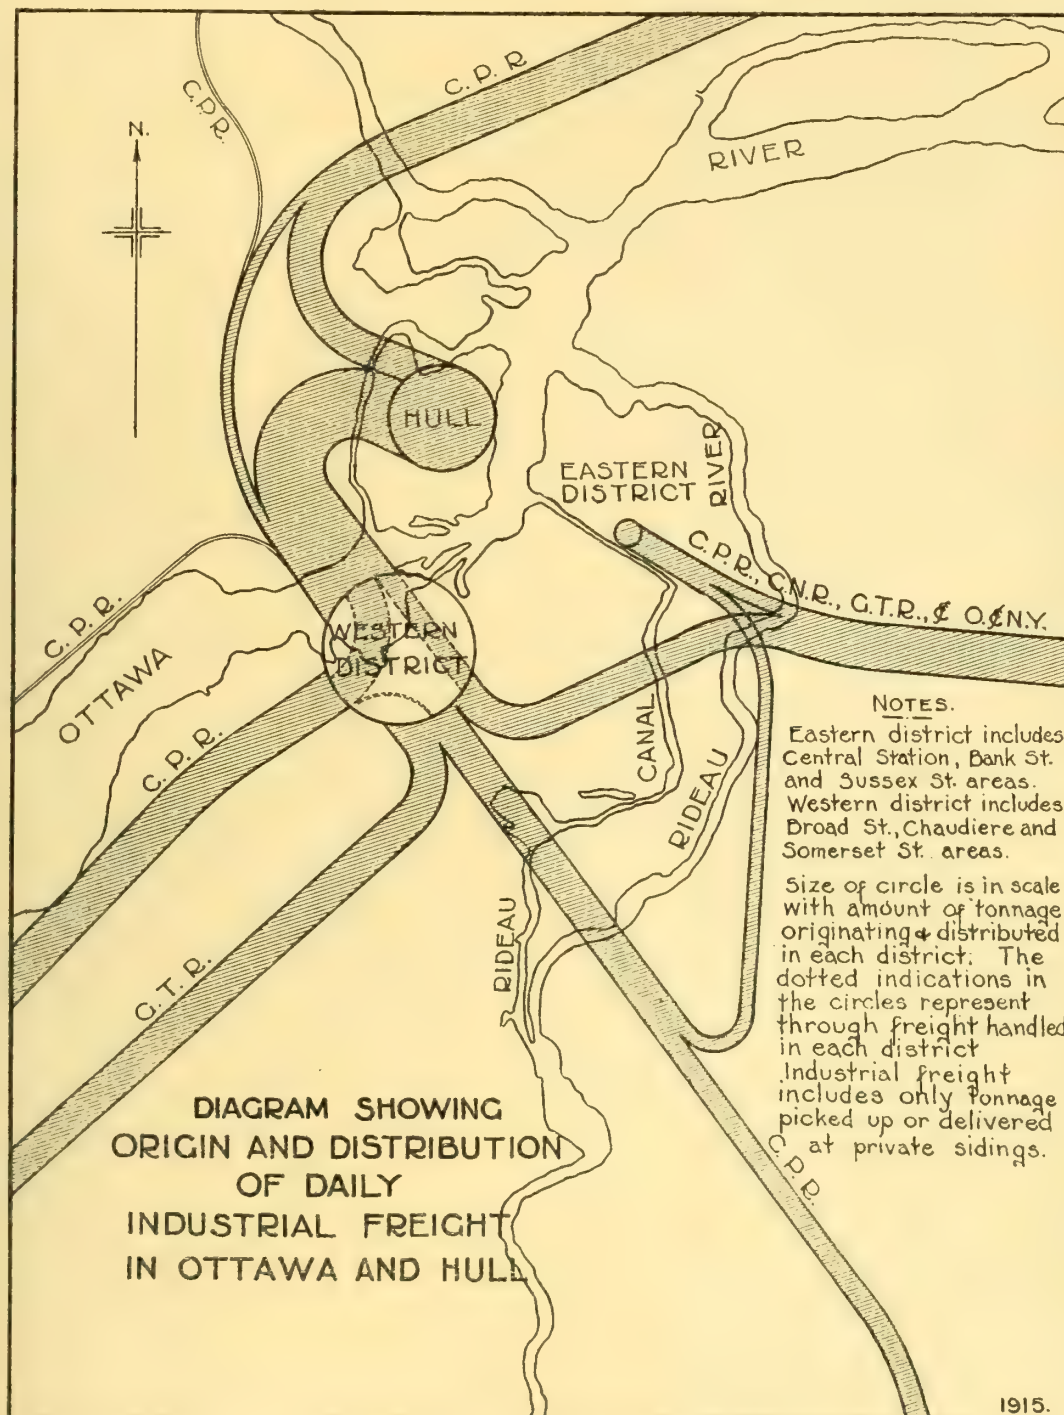 C.P.R
C.P.R.
N.
RIVER
HULL
EASTERN
DISTRICT
RIVER
C.P.R., C.N.R., G.T.R., & O.&N.Y.
WESTERN
DISTRICT
C.P.R.
OTTAWA
C.P.R.
CANAL
RIDEAU
G.T.R.
RIDEAU
NOTES.
Eastern district includes
Central Station, Bank St.
and Sussex St. areas.
Western district includes
Broad St., Chaudiere and
Somerset St. areas.
Size of circle is in scale
with amount of tonnage
originating & distributed
in each district. The
dotted indications in
the circles represent
through freight handled
in each district
Industrial freight
includes only tonnage
picked up or delivered
at private sidings.
C.P.R.
DIAGRAM SHOWING
ORIGIN AND DISTRIBUTION
OF DAILY
INDUSTRIAL FREIGHT
IN OTTAWA AND HULL
1915.